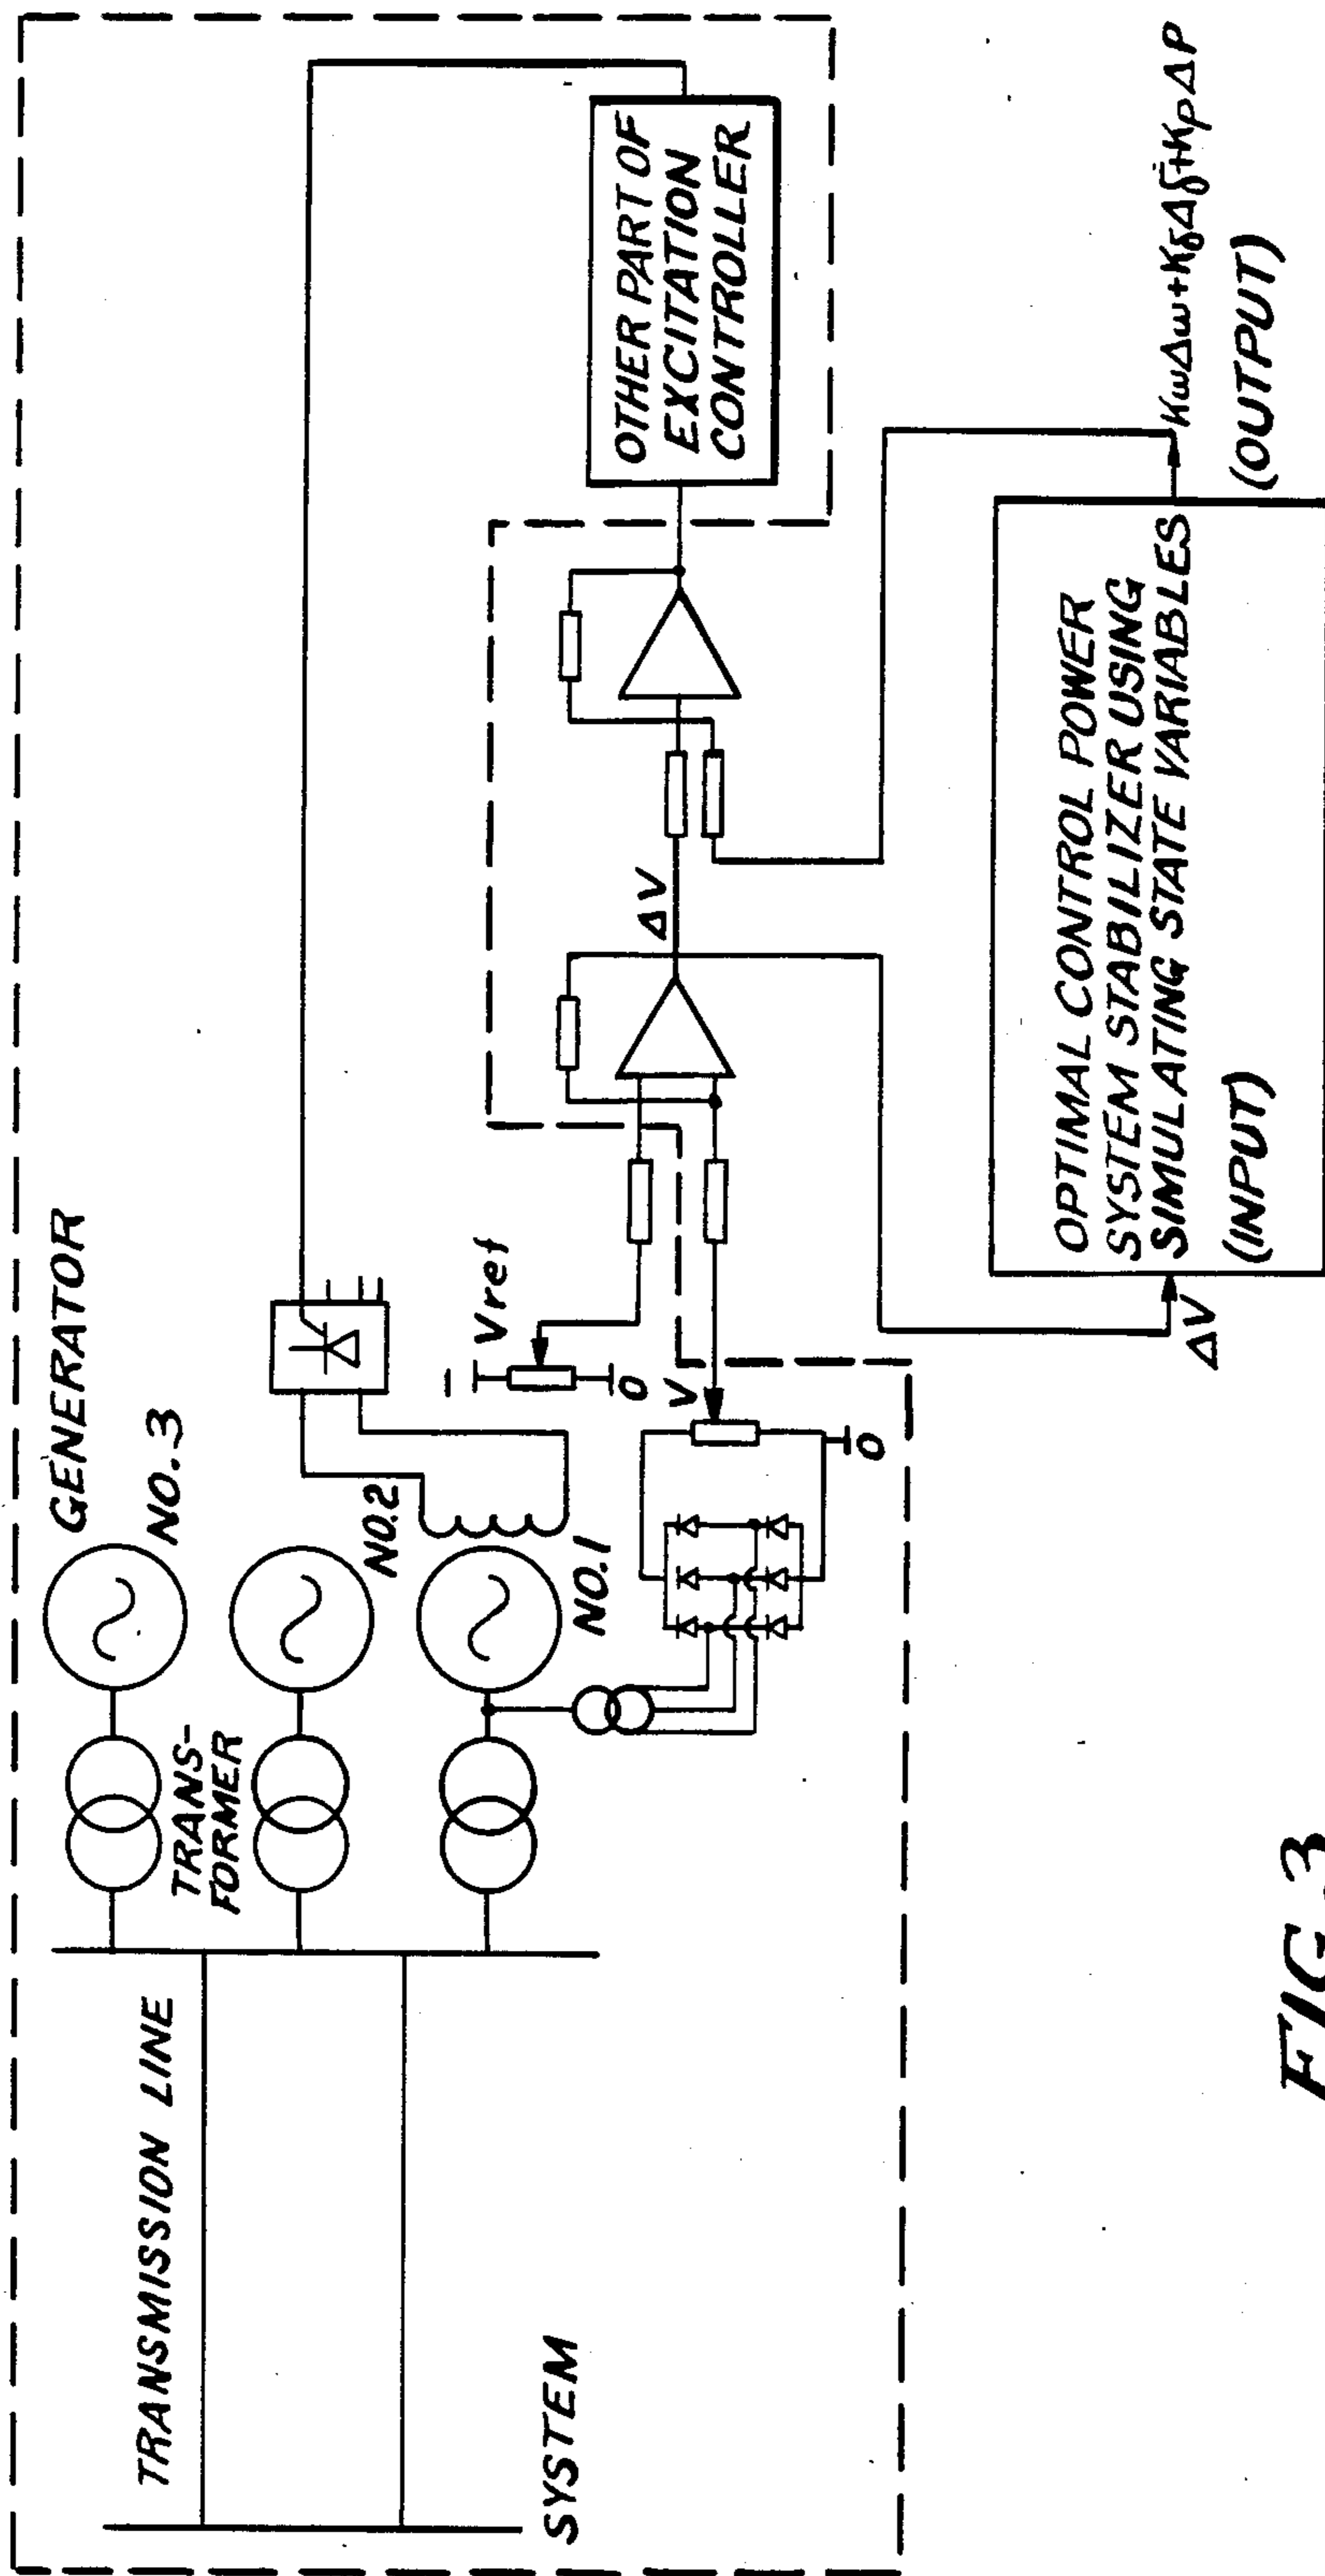 GENERATOR
NO.3
TRANS-
FORMER
NO.2
NO.1
TRANSMISSION LINE
SYSTEM
Vref
0
V
0
ΔV
OTHER PART OF
EXCITATION
CONTROLLER
OPTIMAL CONTROL POWER
SYSTEM STABILIZER USING
SIMULATING STATE VARIABLES
(INPUT)
ΔV
KωΔω+KδΔδ+KpΔP
(OUTPUT)
FIG.3